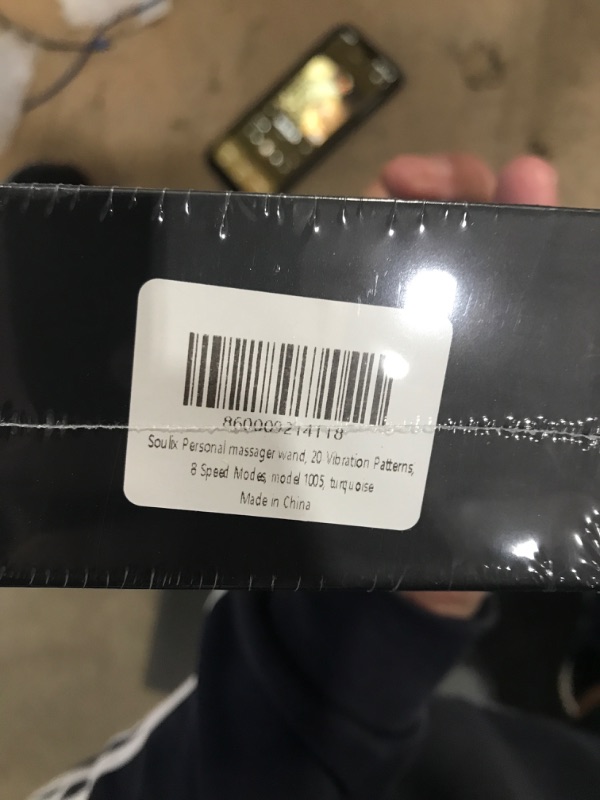 860009214118
Soulix Personal massager wand, 20 Vibration Patterns,
8 Speed Modes, model 1005, turquoise
Made in China